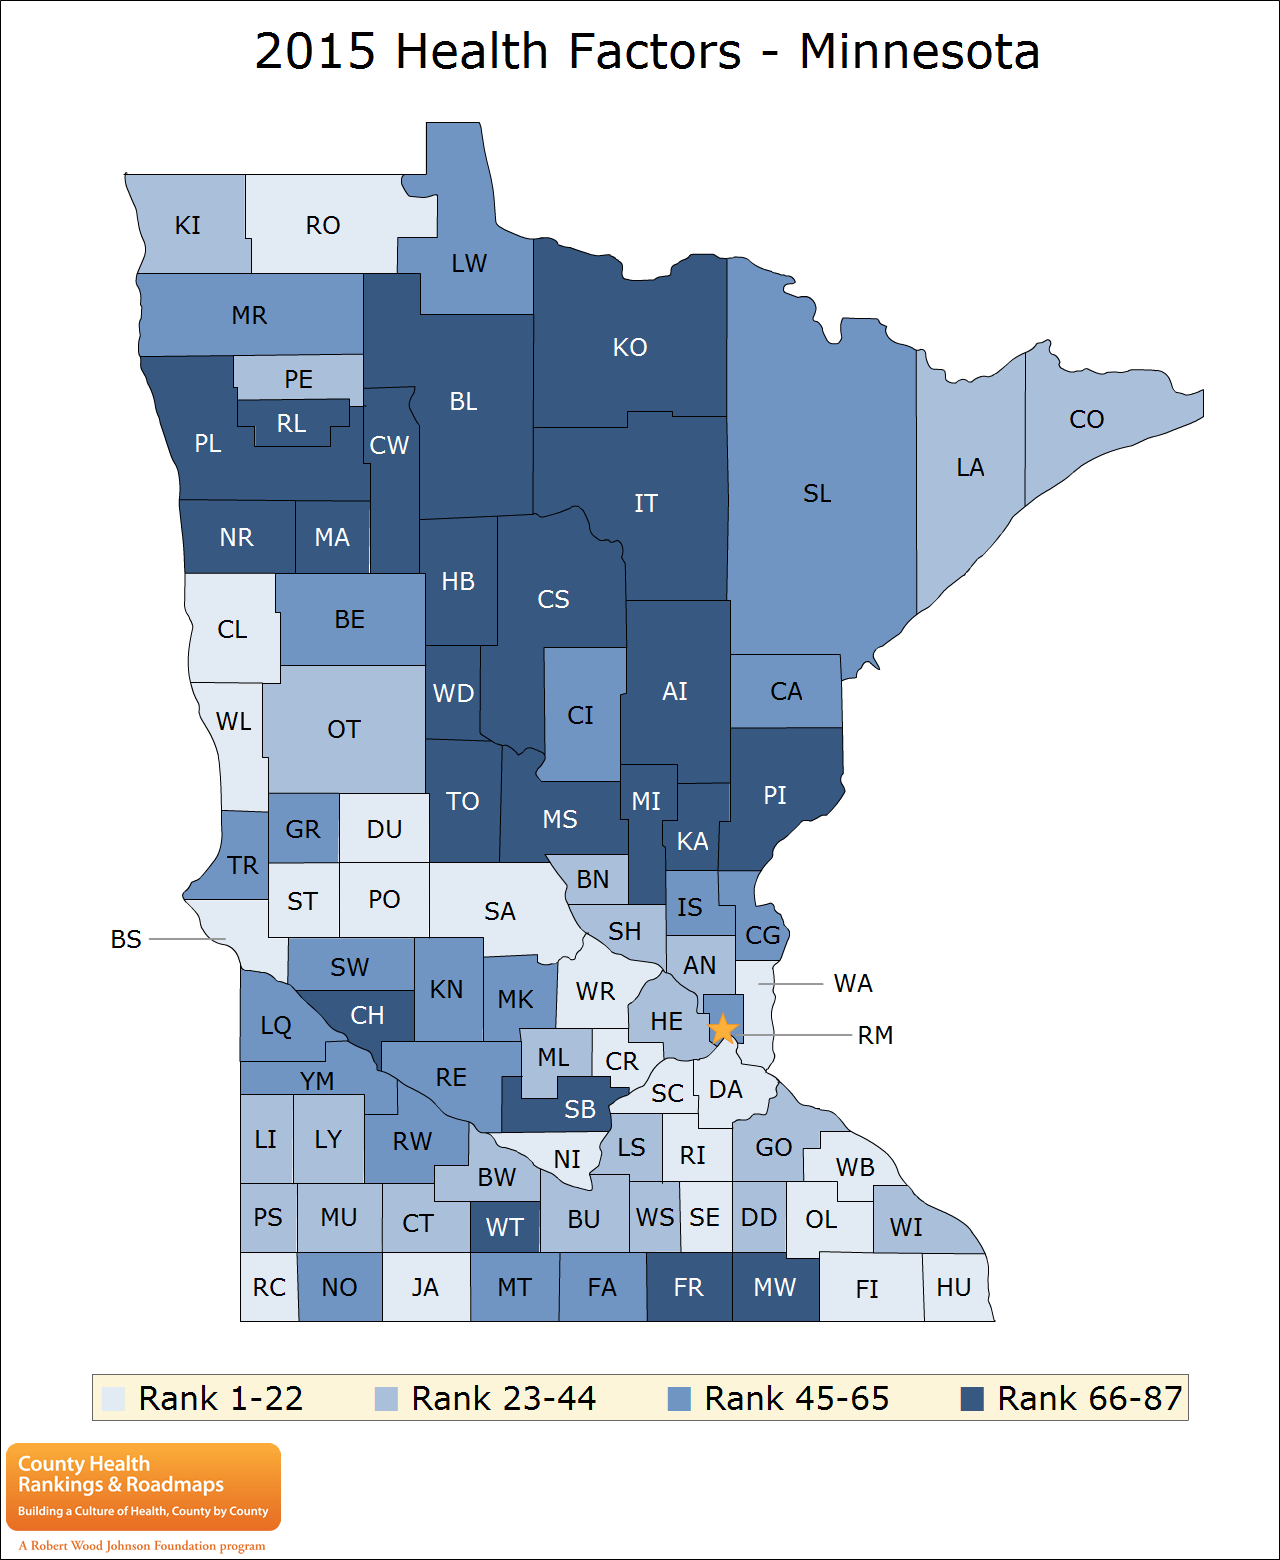 2015 Health Factors - Minnesota
KI
RO
LW
MR
KO
PE
BL
RL
CO
PL
CW
LA
SL
IT
NR
MA
HB
CS
CL
BE
WD
AI
CA
CI
WL
OT
PI
TO
MI
MS
GR
DU
KA
TR
BN
ST
PO
SA
IS
SH
CG
BS
SW
AN
WA
KN
WR
MK
CH
HE
LQ
RM
ML
CR
YM
RE
SC
DA
SB
LI
LY
RW
LS
GO
RI
NI
WB
BW
PS
MU
CT
WT
BU
WS
SE
DD
OL
WI
RC
NO
JA
MT
FA
FR
MW
FI
HU
Rank 1-22 Rank 23-44 Rank 45-65 Rank 66-87
County Health
Rankings & Roadmaps
Building a Culture of Health, County by County
A Robert Wood Johnson Foundation program